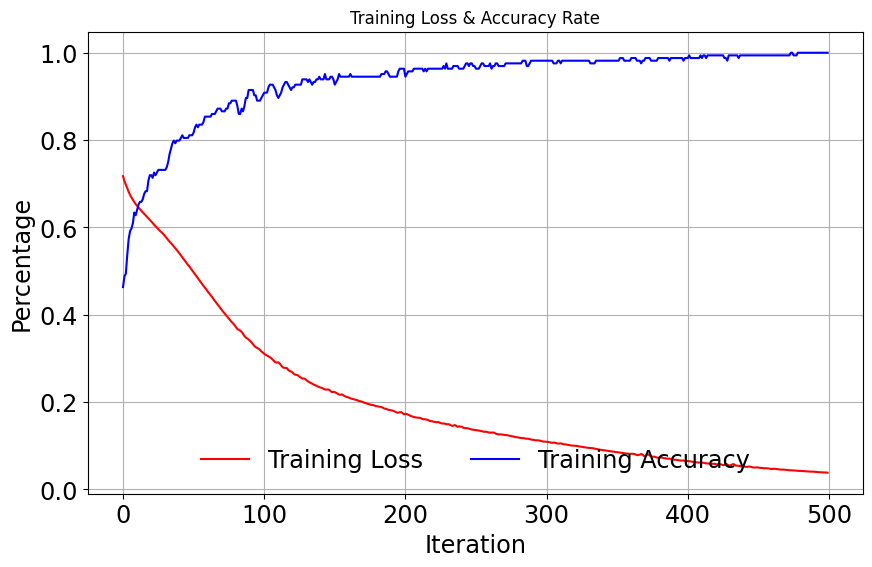 Training Loss & Accuracy Rate
1.0
0.8
0.6
0.4
0.2
0.0
Percentage
Training Loss
Training Accuracy
0 100 200 300 400 500
Iteration